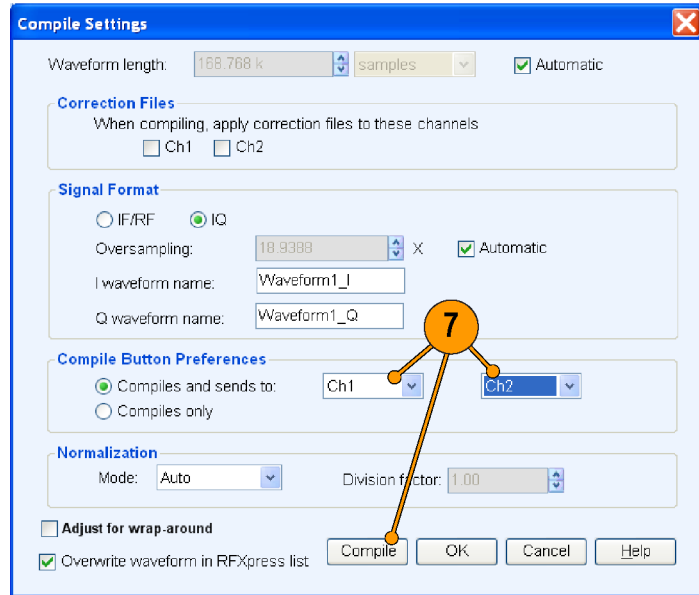 Compile Settings
Waveform length: 168.768 k samples Automatic
Correction Files
When compiling, apply correction files to these channels
Ch1 Ch2
Signal Format
IF/RF IQ
Oversampling: 18.9388 X Automatic
I waveform name: Waveform1_I
Q waveform name: Waveform1_Q
7
Compile Button Preferences
Compiles and sends to: Ch1 Ch2
Compiles only
Normalization
Mode: Auto Division factor: 1.00
Adjust for wrap-around
Overwrite waveform in RFXpress list Compile OK Cancel Help